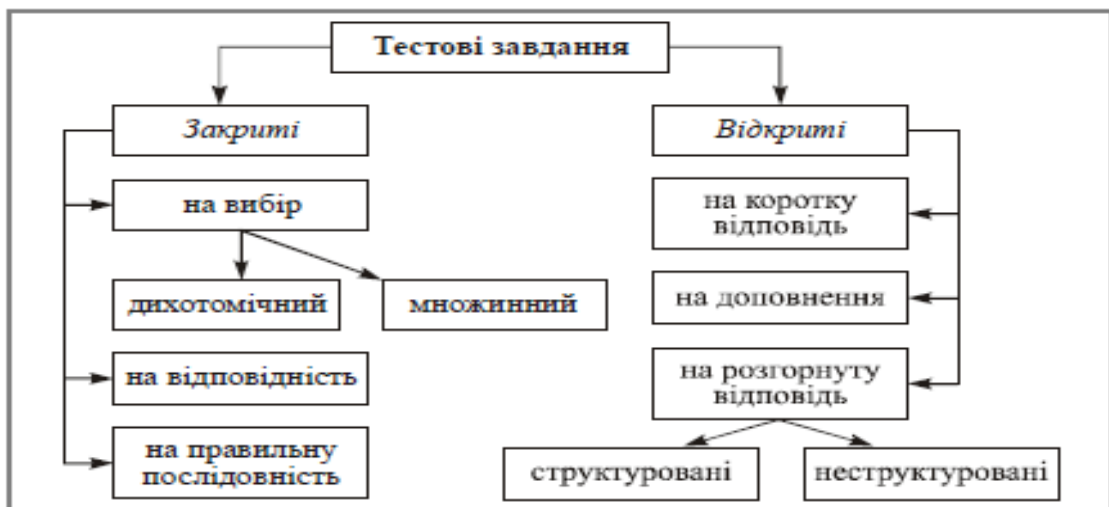 Тестові завдання
Закриті
на вибір
дихотомічний
множинний
на відповідність
на правильну
послідовність
Відкриті
на коротку
відповідь
на доповнення
на розгорнуту
відповідь
структуровані
неструктуровані